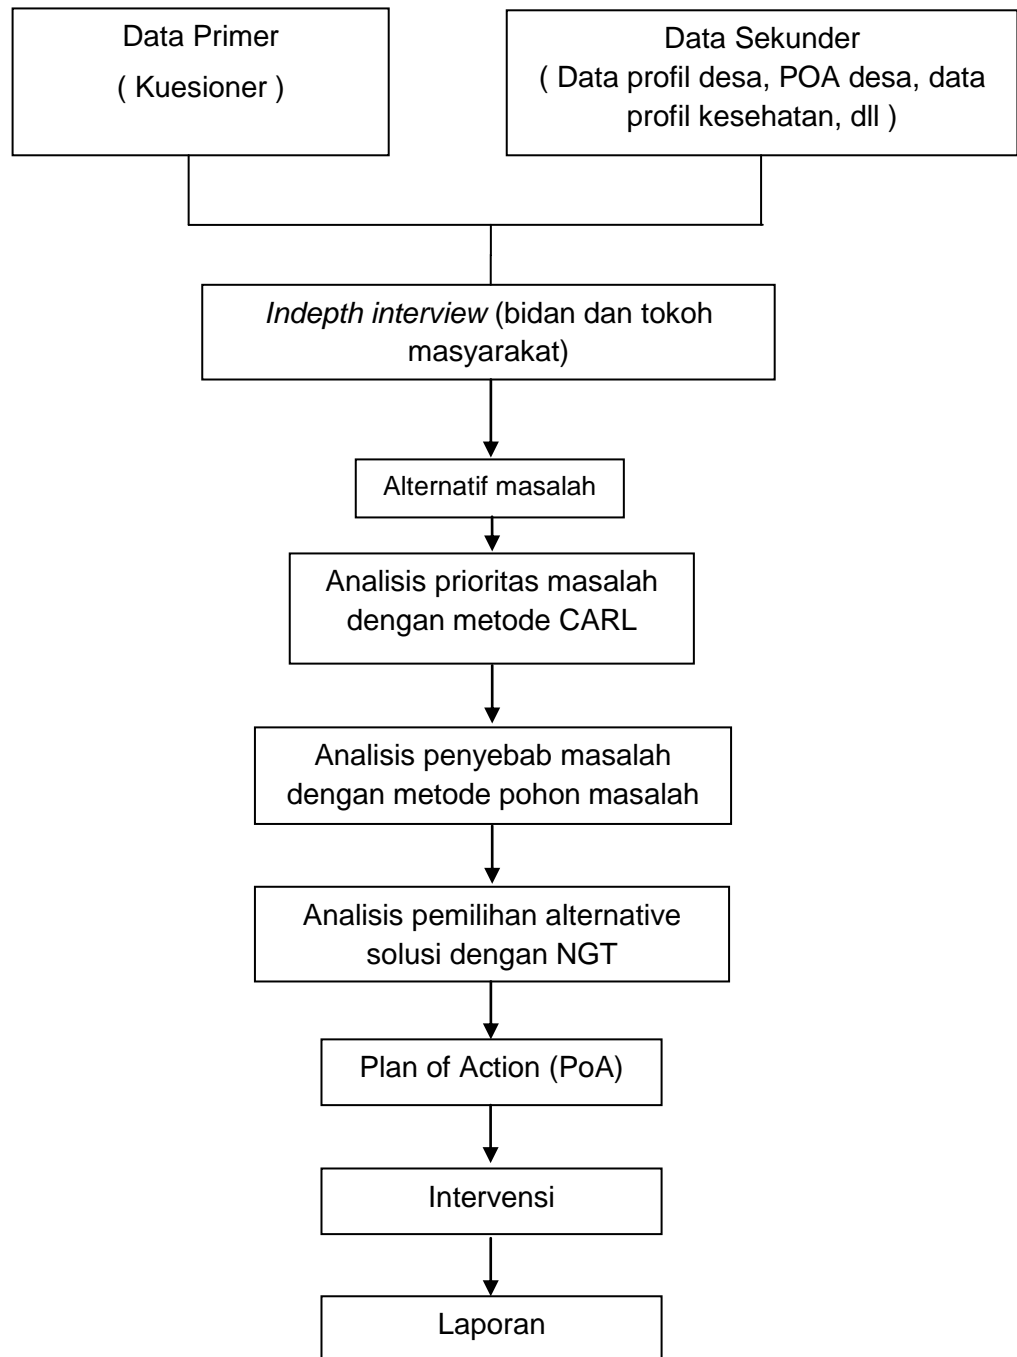 Data Primer
( Kuesioner )
Data Sekunder
( Data profil desa, POA desa, data
profil kesehatan, dll )
Indepth interview (bidan dan tokoh
masyarakat)
Alternatif masalah
Analisis prioritas masalah
dengan metode CARL
Analisis penyebab masalah
dengan metode pohon masalah
Analisis pemilihan alternative
solusi dengan NGT
Plan of Action (PoA)
Intervensi
Laporan